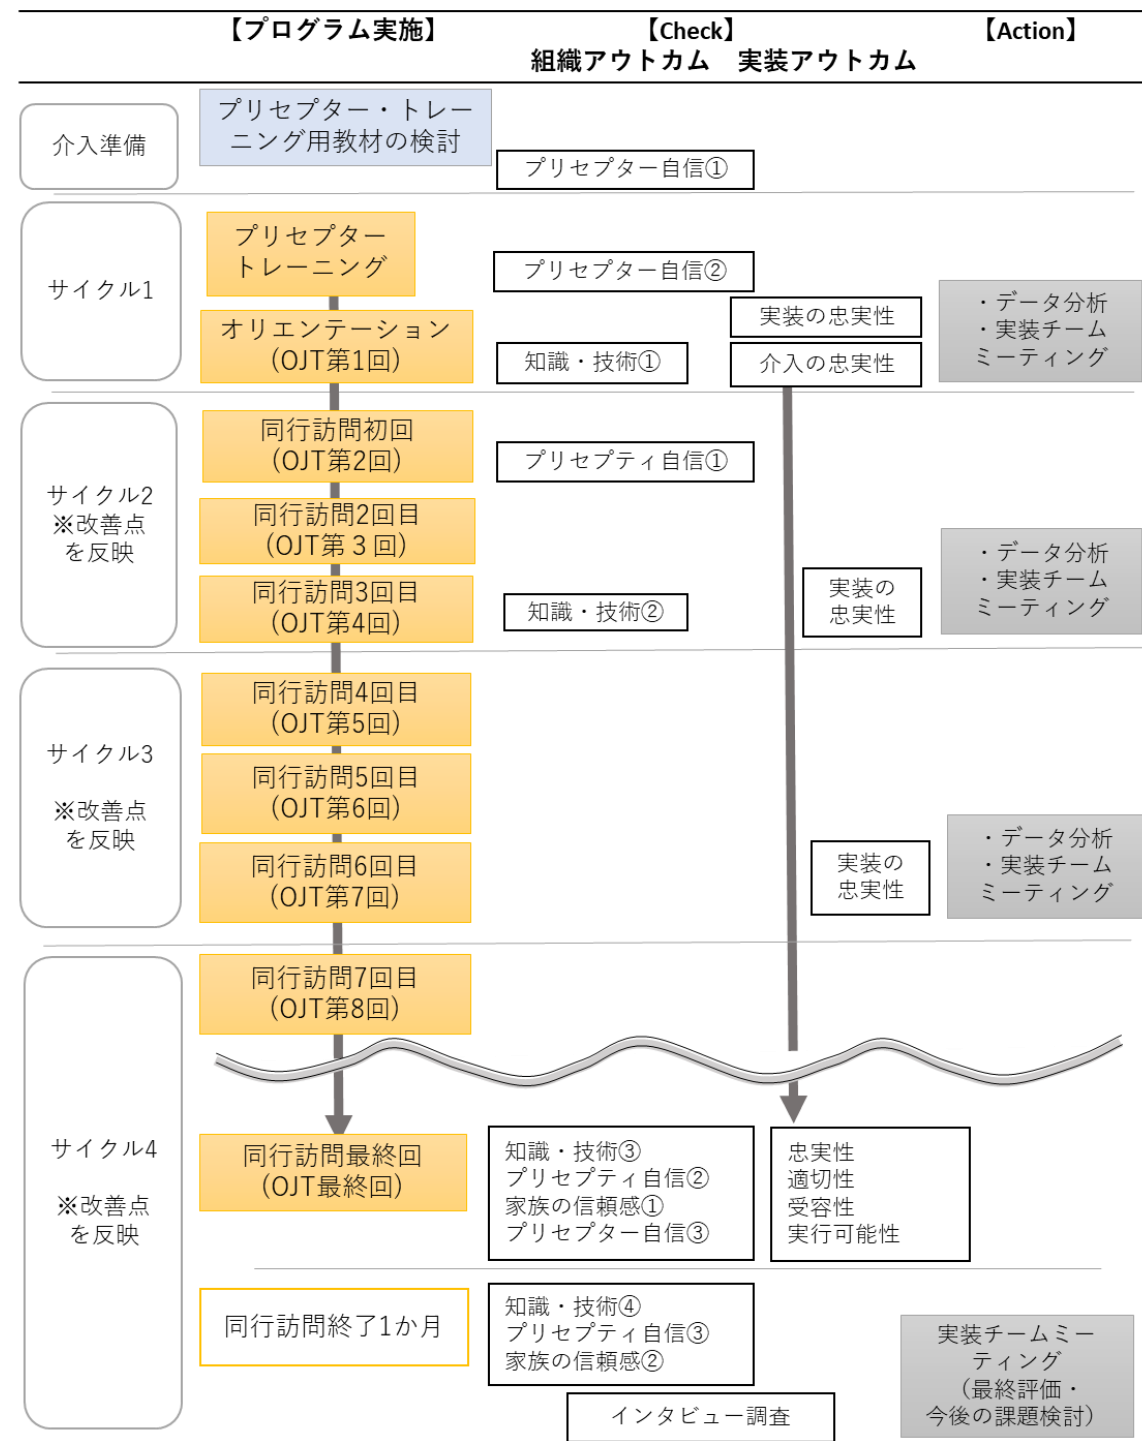 【プログラム実施】
【Check】
【Action】
組織アウトカム　実装アウトカム
介入準備
プリセプター・トレー
ニング用教材の検討
プリセプター自信①
サイクル1
プリセプター
トレーニング
プリセプター自信②
オリエンテーション
(OJT第1回)
知識・技術①
実装の忠実性
介入の忠実性
・データ分析
・実装チーム
ミーティング
サイクル2
※改善点
を反映
同行訪問初回
(OJT第2回)
プリセプティ自信①
同行訪問2回目
(OJT第３回)
同行訪問3回目
(OJT第4回)
知識・技術②
実装の
忠実性
・データ分析
・実装チーム
ミーティング
サイクル3
※改善点
を反映
同行訪問4回目
(OJT第5回)
同行訪問5回目
(OJT第6回)
同行訪問6回目
(OJT第7回)
実装の
忠実性
・データ分析
・実装チーム
ミーティング
サイクル4
※改善点
を反映
同行訪問7回目
(OJT第8回)
同行訪問最終回
(OJT最終回)
知識・技術③
プリセプティ自信②
家族の信頼感①
プリセプター自信③
忠実性
適切性
受容性
実行可能性
同行訪問終了1か月
知識・技術④
プリセプティ自信③
家族の信頼感②
インタビュー調査
実装チームミー
ティング
（最終評価・
今後の課題検討）